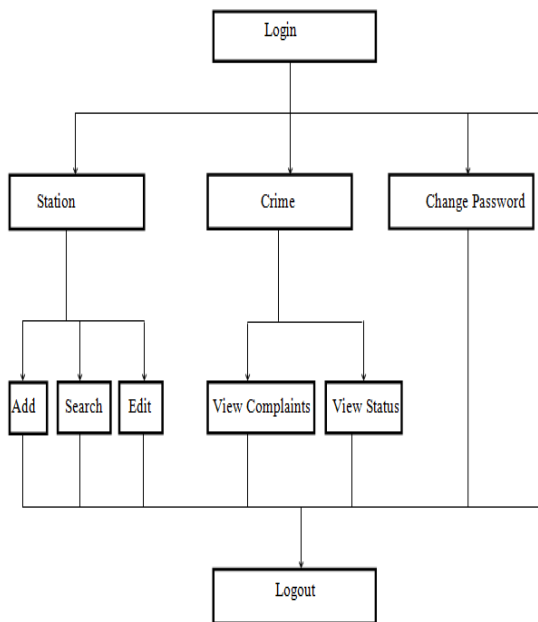 Login
Station
Crime
Change Password
Add
Search
Edit
View Complaints
View Status
Logout